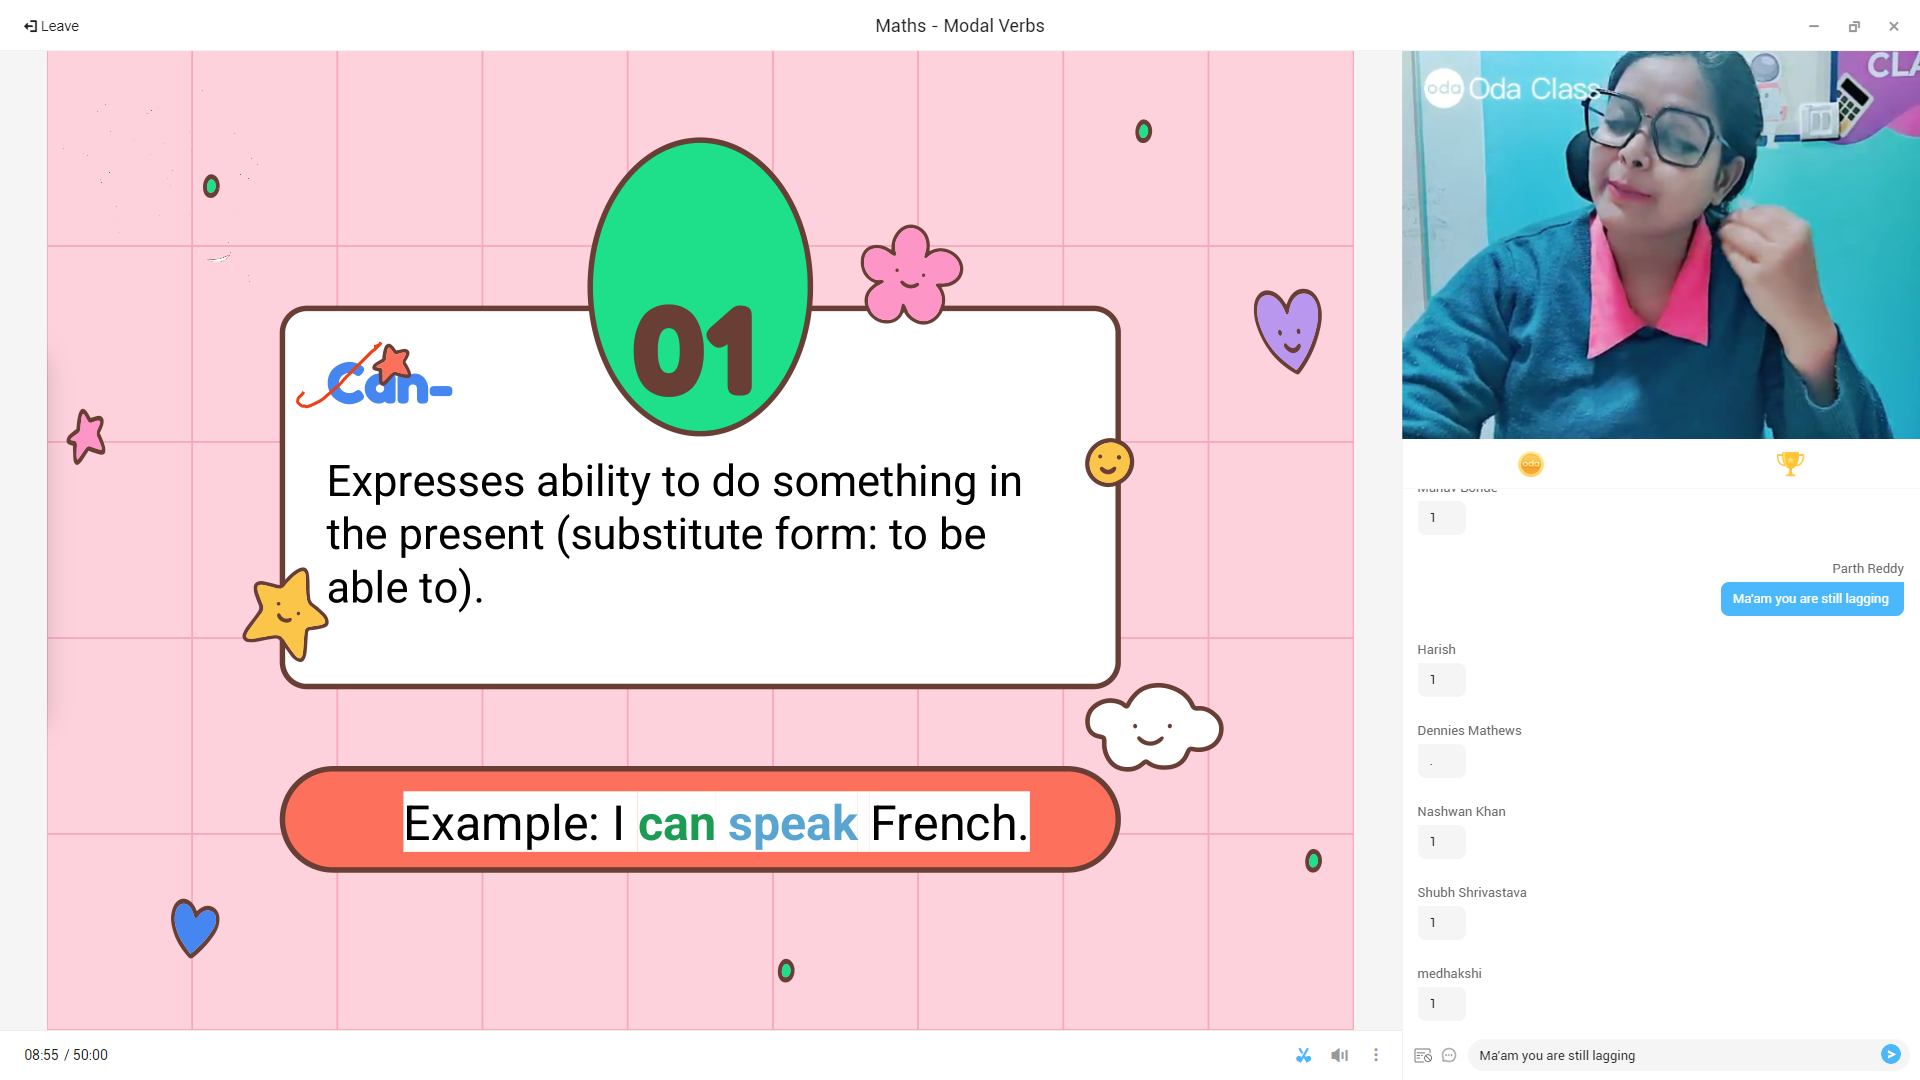 Leave
Maths - Modal Verbs
01
Can-
Expresses ability to do something in
the present (substitute form: to be
able to).
Example: I can speak French.
08:55 / 50:00
oda Oda Class
CLA
oda
1
Parth Reddy
Ma'am you are still lagging
Harish
1
Dennies Mathews
.
Nashwan Khan
1
Shubh Shrivastava
1
medhakshi
1
Ma'am you are still lagging